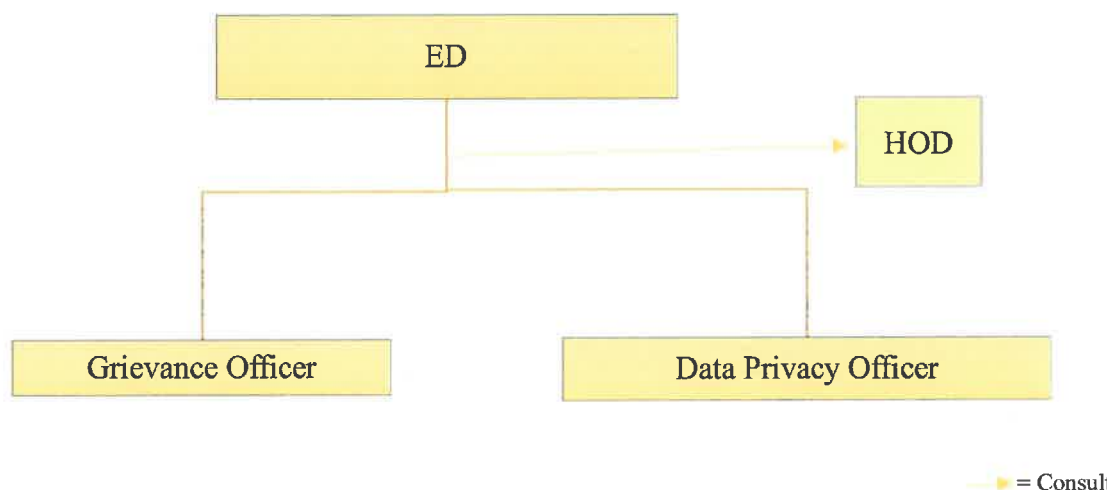 ED
HOD
Grievance Officer
Data Privacy Officer
= Consult